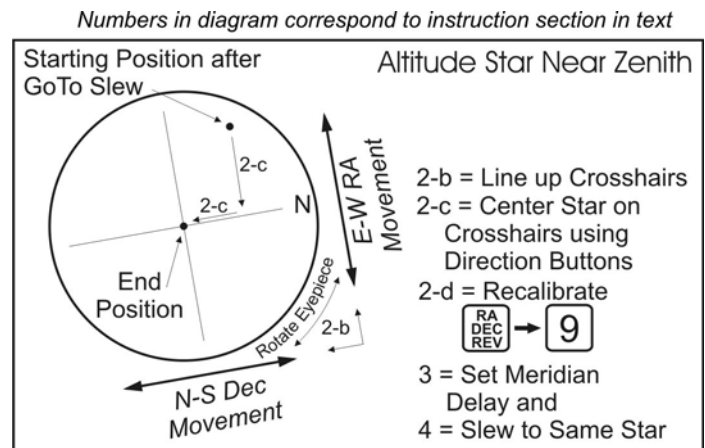 Numbers in diagram correspond to instruction section in text
Starting Position after
GoTo Slew
Altitude Star Near Zenith
2-c
2-c
N
E-W RA
Movement
End
Position
Rotate Eyepiece
2-b
N-S Dec
Movement
2-b = Line up Crosshairs
2-c = Center Star on
Crosshairs using
Direction Buttons
2-d = Recalibrate
RA
DEC
REV
9
3 = Set Meridian
Delay and
4 = Slew to Same Star